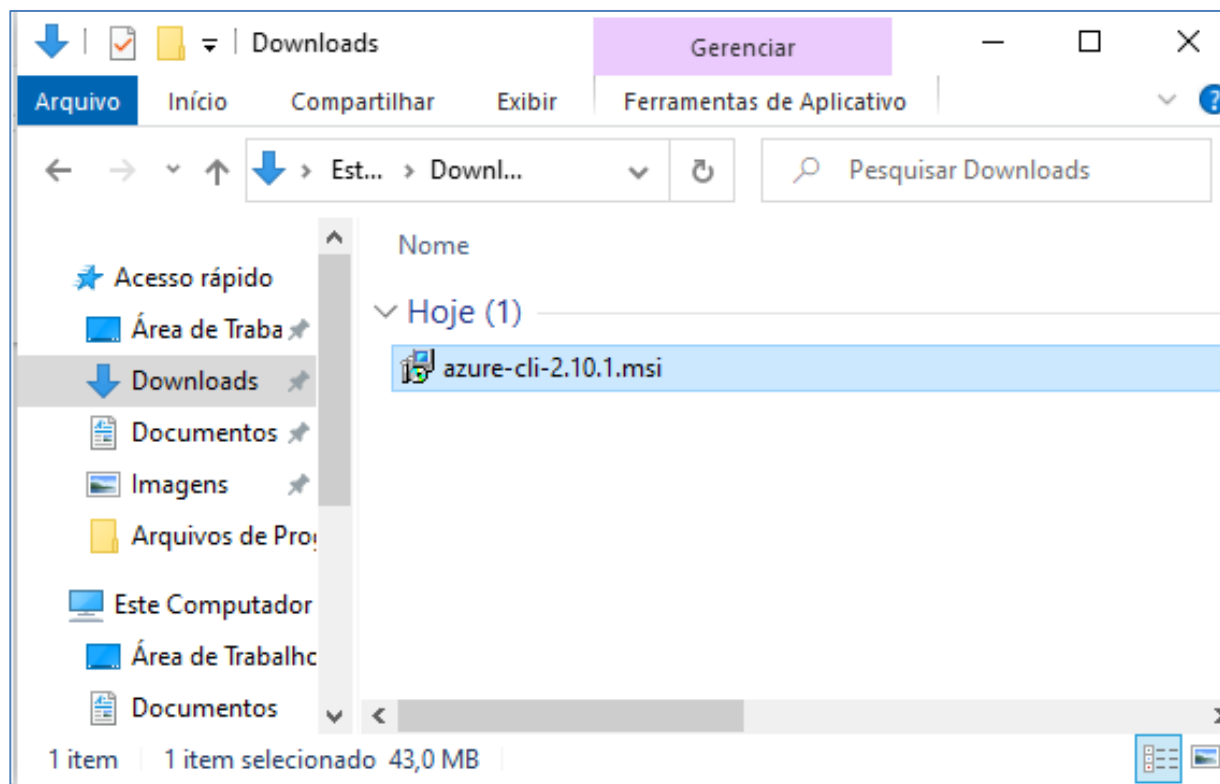 Downloads
Gerenciar
Arquivo Início Compartilhar Exibir Ferramentas de Aplicativo ?
Est... Downl... Pesquisar Downloads
Nome
Acesso rápido
Hoje (1)
Área de Traba
azure-cli-2.10.1.msi
Downloads
Documentos
Imagens
Arquivos de Prog
Este Computador
Área de Trabalho
Documentos
1 item 1 item selecionado 43,0 MB